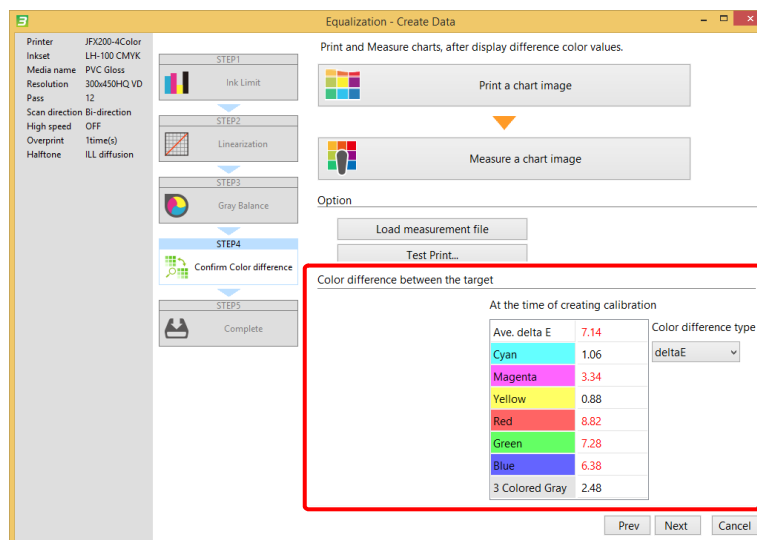 Equalization - Create Data
Printer JFX200-4Color
Inkset LH-100 CMYK
Media name PVC Gloss
Resolution 300x450HQ VD
Pass 12
Scan direction Bi-direction
High speed OFF
Overprint 1time(s)
Halftone ILL diffusion
STEP1
Ink Limit
STEP2
Linearization
STEP3
Gray Balance
STEP4
Confirm Color difference
STEP5
Complete
Print and Measure charts, after display difference color values.
Print a chart image
Measure a chart image
Option
Load measurement file
Test Print...
Color difference between the target
At the time of creating calibration
Ave. delta E 7.14
Cyan 1.06
Magenta 3.34
Yellow 0.88
Red 8.82
Green 7.28
Blue 6.38
3 Colored Gray 2.48
Color difference type
deltaE
Prev Next Cancel